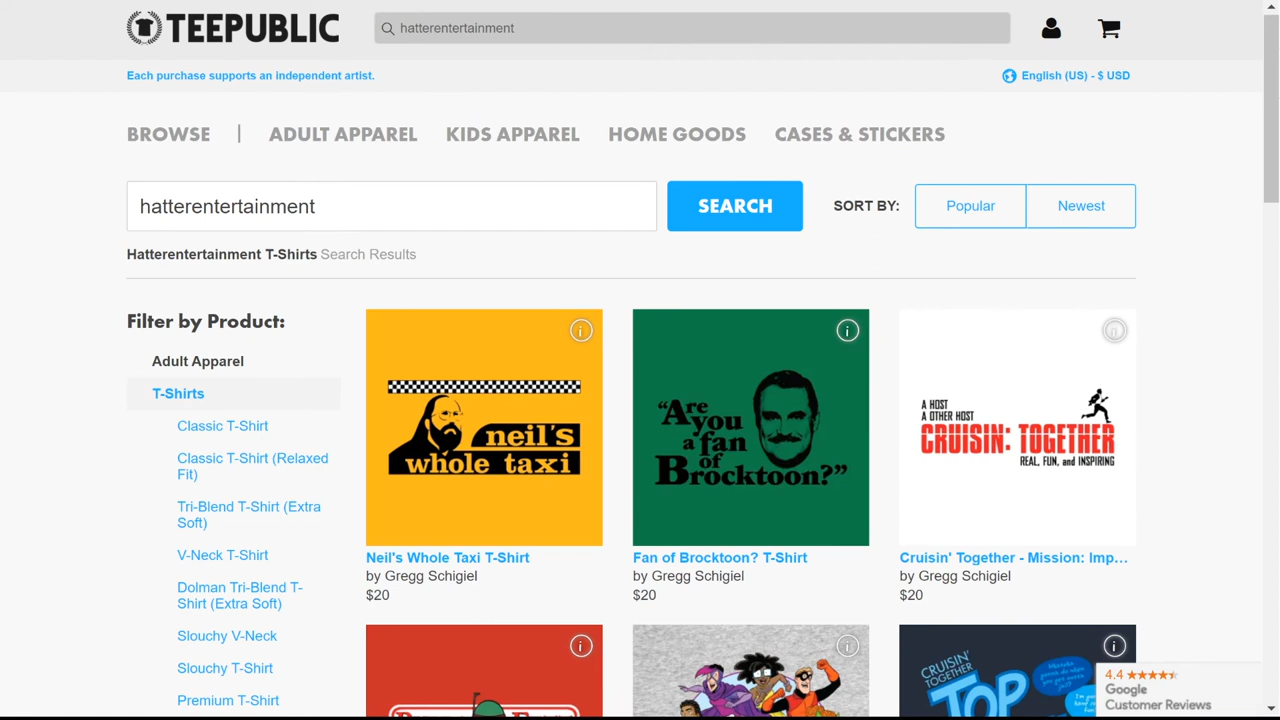 TEEPUBLIC
hatterentertainment
Each purchase supports an independent artist.
English (US) - $ USD
BROWSE | ADULT APPAREL KIDS APPAREL HOME GOODS CASES & STICKERS
hatterentertainment
SEARCH
SORT BY:
Popular
Newest
Hatterentertainment T-Shirts Search Results
Filter by Product:
Adult Apparel
T-Shirts
Classic T-Shirt
Classic T-Shirt (Relaxed
Fit)
Tri-Blend T-Shirt (Extra
Soft)
V-Neck T-Shirt
Dolman Tri-Blend T-
Shirt (Extra Soft)
Slouchy V-Neck
Slouchy T-Shirt
Premium T-Shirt
neil's
whole taxi
Neil's Whole Taxi T-Shirt
by Gregg Schigiel
$20
"Are
you
a fan
of
Brocktoon?"
Fan of Brocktoon? T-Shirt
by Gregg Schigiel
$20
A HOST
A OTHER HOST
CRUISIN: TOGETHER
REAL, FUN, and INSPIRING
Cruisin' Together - Mission: Imp...
by Gregg Schigiel
$20
CRUISIN'
TOGETHER
TOP
4.4
Google
Customer Reviews